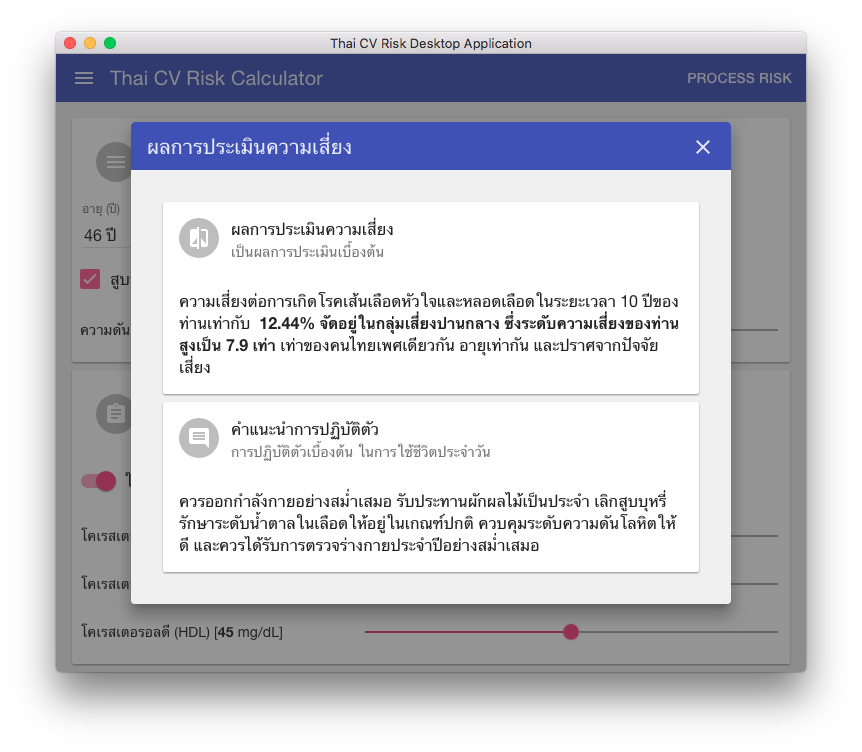 Thai CV Risk Desktop Application
Thai CV Risk Calculator
PROCESS RISK
ผลการประเมินความเสี่ยง
ผลการประเมินความเสี่ยง
เป็นผลการประเมินเบื้องต้น
ความเสี่ยงต่อการเกิดโรคเส้นเลือดหัวใจและหลอดเลือดในระยะเวลา 10 ปีของ
ท่านเท่ากับ 12.44% จัดอยู่ในกลุ่มเสี่ยงปานกลาง ซึ่งระดับความเสี่ยงของท่าน
สูงเป็น 7.9 เท่า เท่าของคนไทยเพศเดียวกัน อายุเท่ากัน และปราศจากปัจจัย
เสี่ยง
คำแนะนำการปฏิบัติตัว
การปฏิบัติตัวเบื้องต้น ในการใช้ชีวิตประจำวัน
ควรออกกำลังกายอย่างสม่ำเสมอ รับประทานผักผลไม้เป็นประจำ เลิกสูบบุหรี่
รักษาระดับน้ำตาลในเลือดให้อยู่ในเกณฑ์ปกติ ควบคุมระดับความดันโลหิตให้
ดี และควรได้รับการตรวจร่างกายประจำปีอย่างสม่ำเสมอ
อายุ (ปี)
46 ปี
สูบ
ความดัน
โคเรสเตอ
โคเรสเตอ
โคเรสเตอรอลดี (HDL) [45 mg/dL]